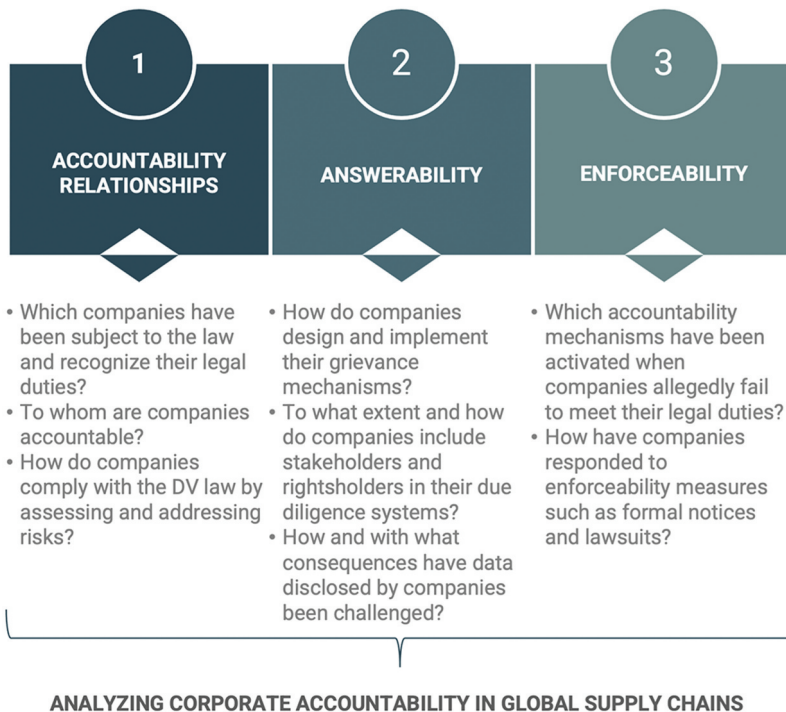 1
ACCOUNTABILITY
RELATIONSHIPS
• Which companies have
been subject to the law
and recognize their legal
duties?
• To whom are companies
accountable?
• How do companies
comply with the DV law by
assessing and addressing
risks?
2
ANSWERABILITY
• How do companies
design and implement
their grievance
mechanisms?
• To what extent and how
do companies include
stakeholders and
rightsholders in their due
diligence systems?
• How and with what
consequences have data
disclosed by companies
been challenged?
3
ENFORCEABILITY
• Which accountability
mechanisms have been
activated when
companies allegedly fail
to meet their legal duties?
• How have companies
responded to
enforceability measures
such as formal notices
and lawsuits?
ANALYZING CORPORATE ACCOUNTABILITY IN GLOBAL SUPPLY CHAINS